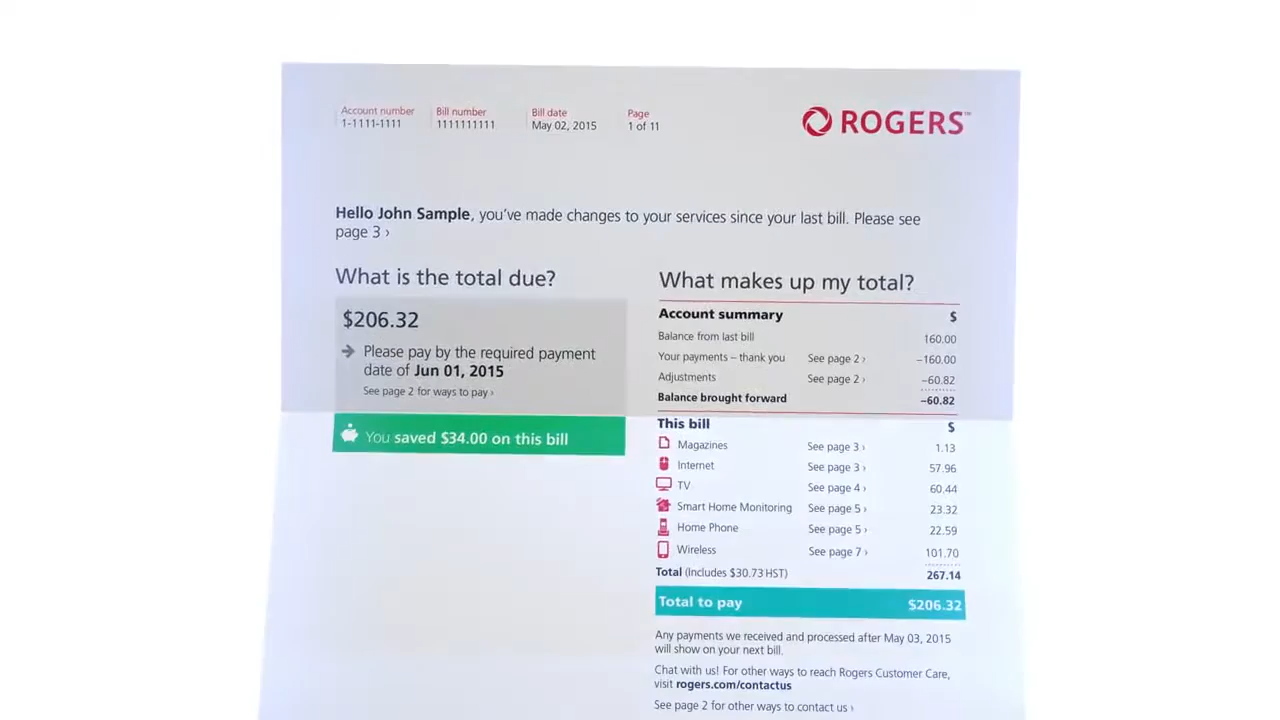 Account number Bill number Bill date Page
1-1111-1111 1111111111 May 02, 2015 1 of 11
ROGERS™
Hello John Sample, you've made changes to your services since your last bill. Please see
page 3 ›
What is the total due?
$206.32
Please pay by the required payment
date of Jun 01, 2015
See page 2 for ways to pay ›
You saved $34.00 on this bill
What makes up my total?
Account summary $
Balance from last bill 160.00
Your payments – thank you See page 2 › –160.00
Adjustments See page 2 › –60.82
Balance brought forward –60.82
This bill $
Magazines See page 3 › 1.13
Internet See page 3 › 57.96
TV See page 4 › 60.44
Smart Home Monitoring See page 5 › 23.32
Home Phone See page 5 › 22.59
Wireless See page 7 › 101.70
Total (Includes $30.73 HST) 267.14
Total to pay $206.32
Any payments we received and processed after May 03, 2015
will show on your next bill.
Chat with us! For other ways to reach Rogers Customer Care,
visit rogers.com/contactus
See page 2 for other ways to contact us ›